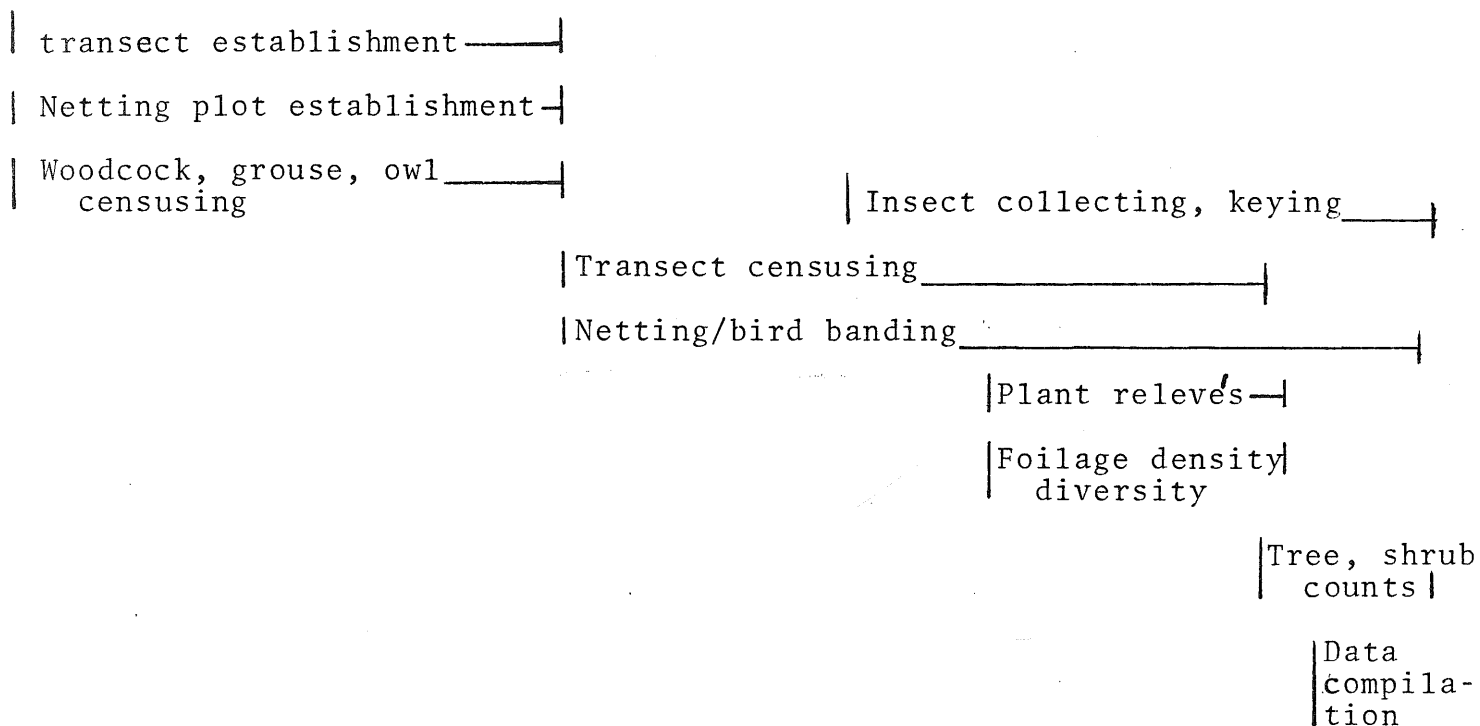 transect establishment
Netting plot establishment
Woodcock, grouse, owl
censusing
Insect collecting, keying
Transect censusing
Netting/bird banding
Plant relevés
Foilage density
diversity
Tree, shrub
counts
Data
compila-
tion